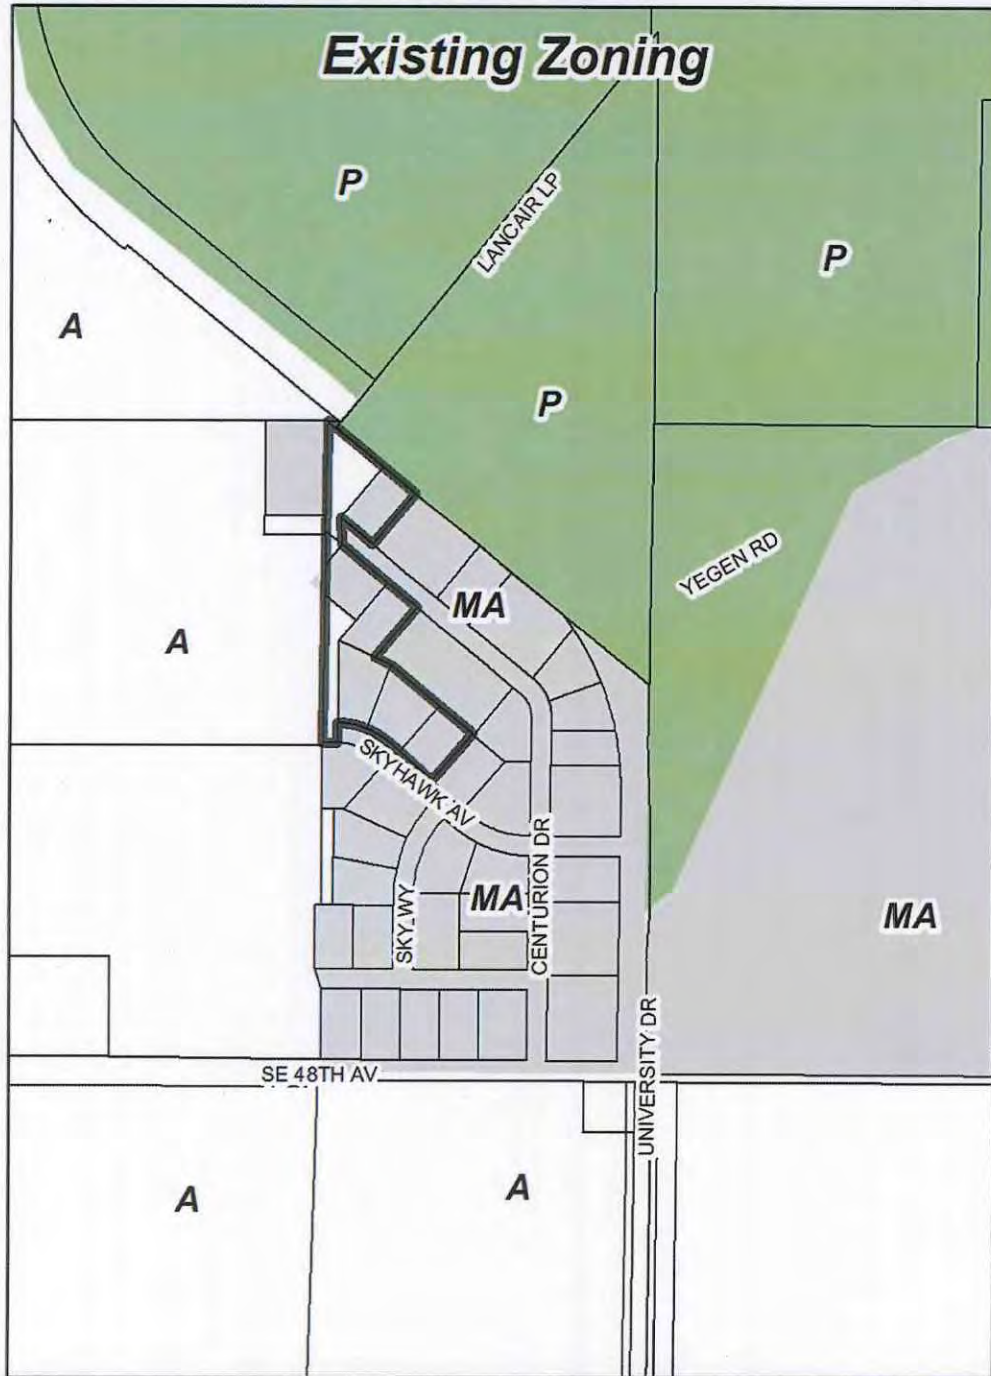 Existing Zoning
P
LANCAIR LP
P
A
P
YEGEN RD
MA
A
SKYHAWK AV
CENTURION DR
MA
SKY WY
MA
UNIVERSITY DR
SE 48TH AV
A
A